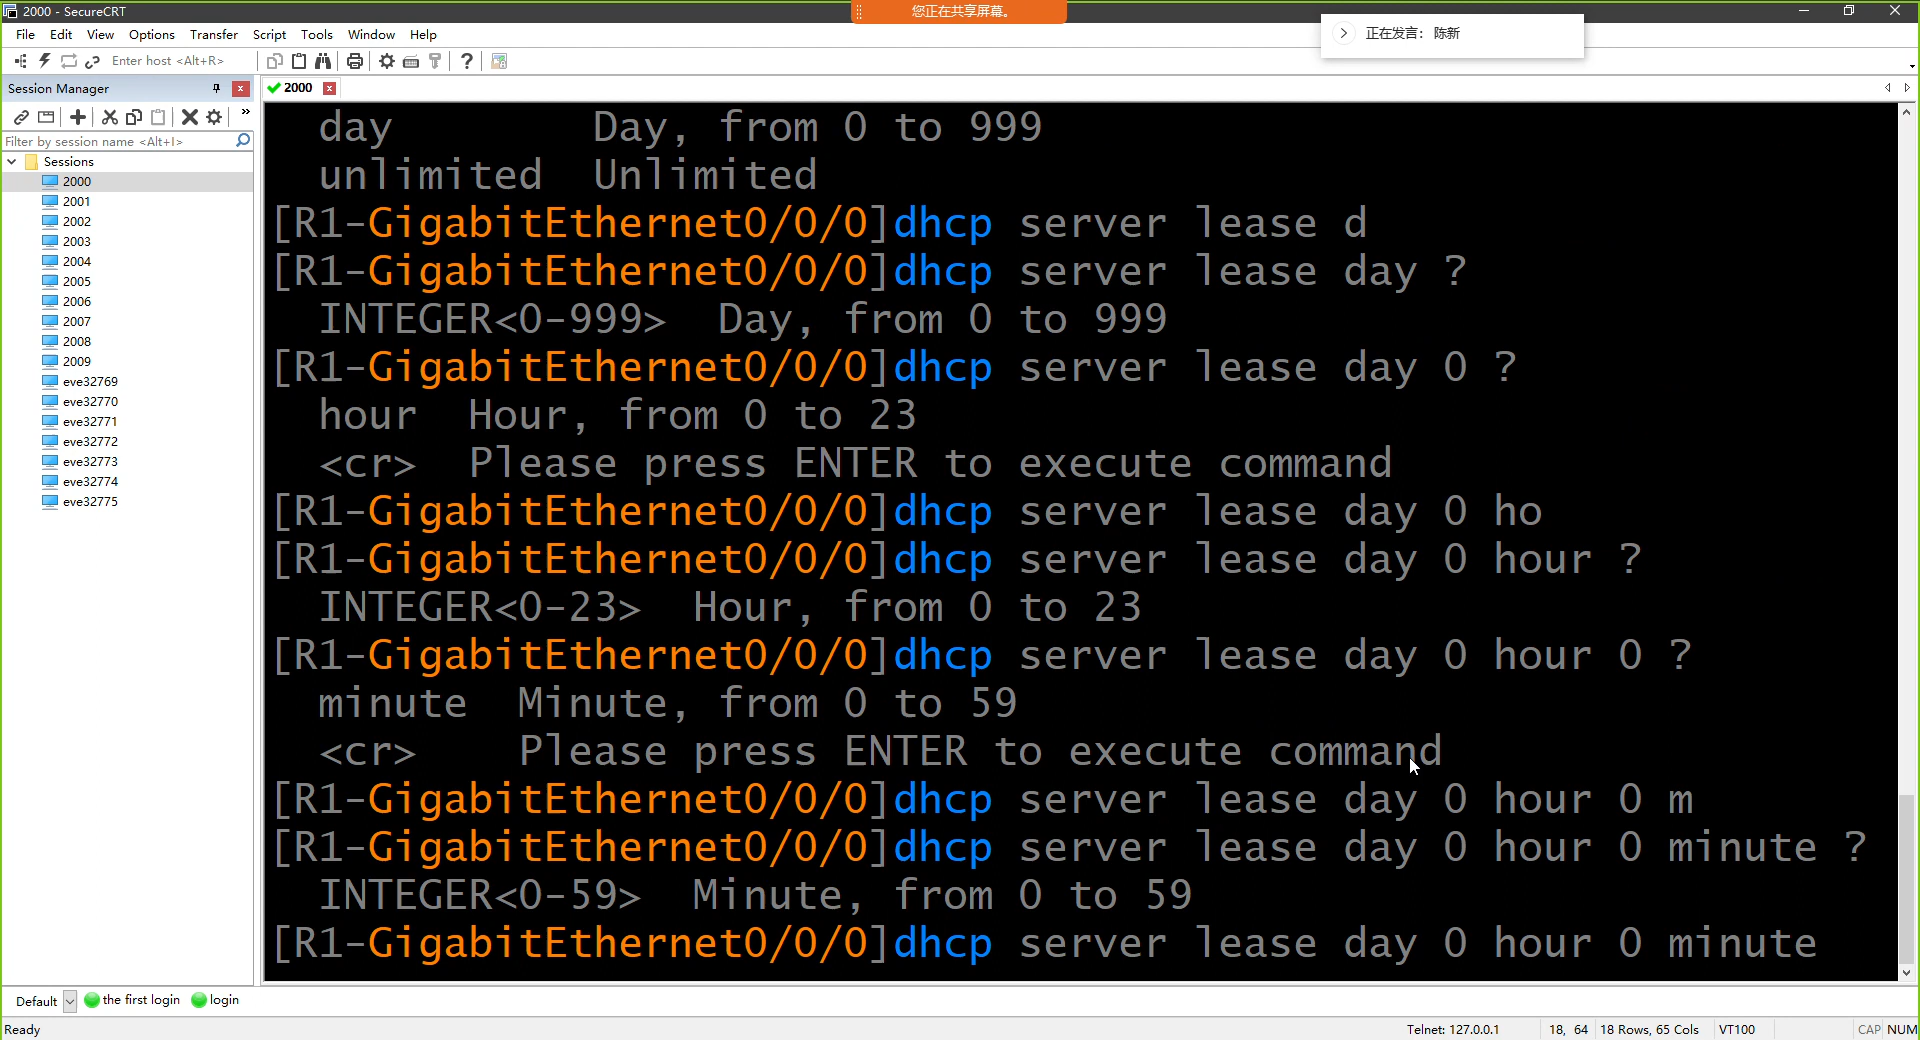 2000 - SecureCRT
您正在共享屏幕。
正在发言: 陈新
File Edit View Options Transfer Script Tools Window Help
Enter host <Alt+R>
Session Manager
2000
Filter by session name <Alt+I>
Sessions
2000
2001
2002
2003
2004
2005
2006
2007
2008
2009
eve32769
eve32770
eve32771
eve32772
eve32773
eve32774
eve32775
day Day, from 0 to 999
unlimited Unlimited
[R1-GigabitEthernet0/0/0]dhcp server lease d
[R1-GigabitEthernet0/0/0]dhcp server lease day ?
INTEGER<0-999> Day, from 0 to 999
[R1-GigabitEthernet0/0/0]dhcp server lease day 0 ?
hour Hour, from 0 to 23
<cr> Please press ENTER to execute command
[R1-GigabitEthernet0/0/0]dhcp server lease day 0 ho
[R1-GigabitEthernet0/0/0]dhcp server lease day 0 hour ?
INTEGER<0-23> Hour, from 0 to 23
[R1-GigabitEthernet0/0/0]dhcp server lease day 0 hour 0 ?
minute Minute, from 0 to 59
<cr> Please press ENTER to execute command
[R1-GigabitEthernet0/0/0]dhcp server lease day 0 hour 0 m
[R1-GigabitEthernet0/0/0]dhcp server lease day 0 hour 0 minute ?
INTEGER<0-59> Minute, from 0 to 59
[R1-GigabitEthernet0/0/0]dhcp server lease day 0 hour 0 minute
Default the first login login
Ready Telnet: 127.0.0.1 18, 64 18 Rows, 65 Cols VT100 CAP NUM